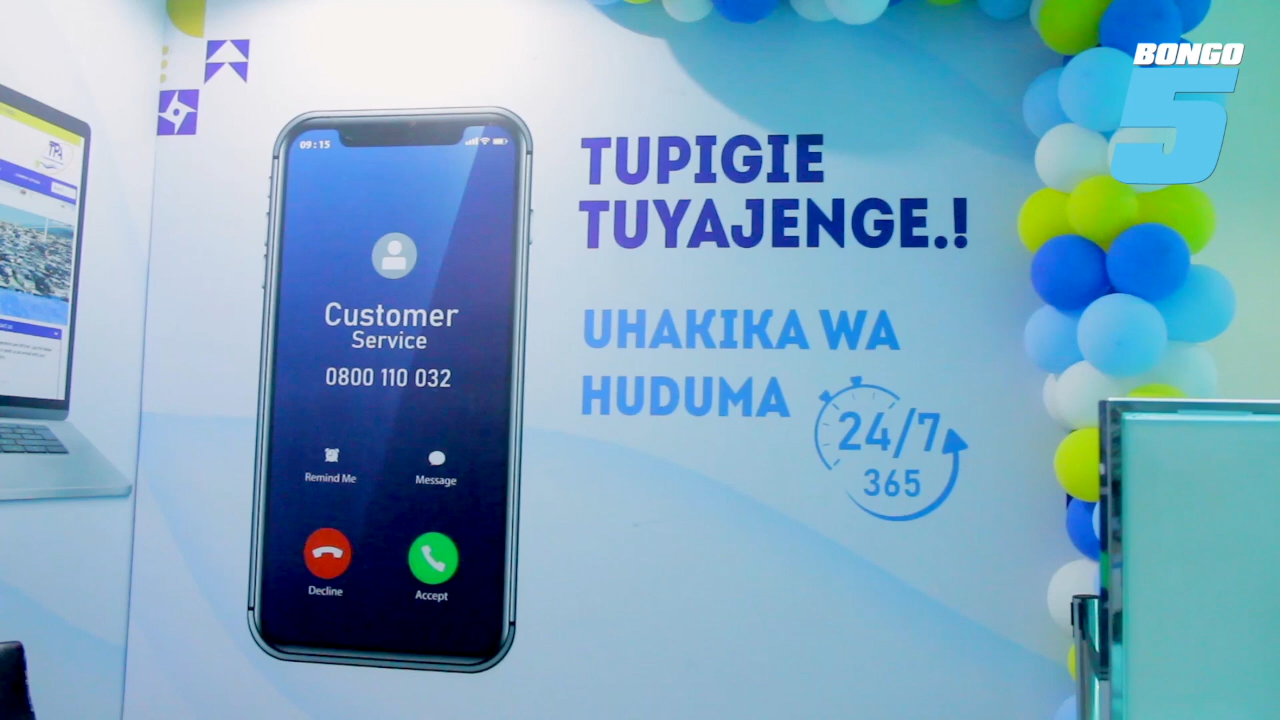 BONGO
5
TPA
09:15
Customer
Service
0800 110 032
Remind Me
Message
Decline
Accept
TUPIGIE
TUYAJENGE.!
UHAKIKA WA
HUDUMA
24/7
365